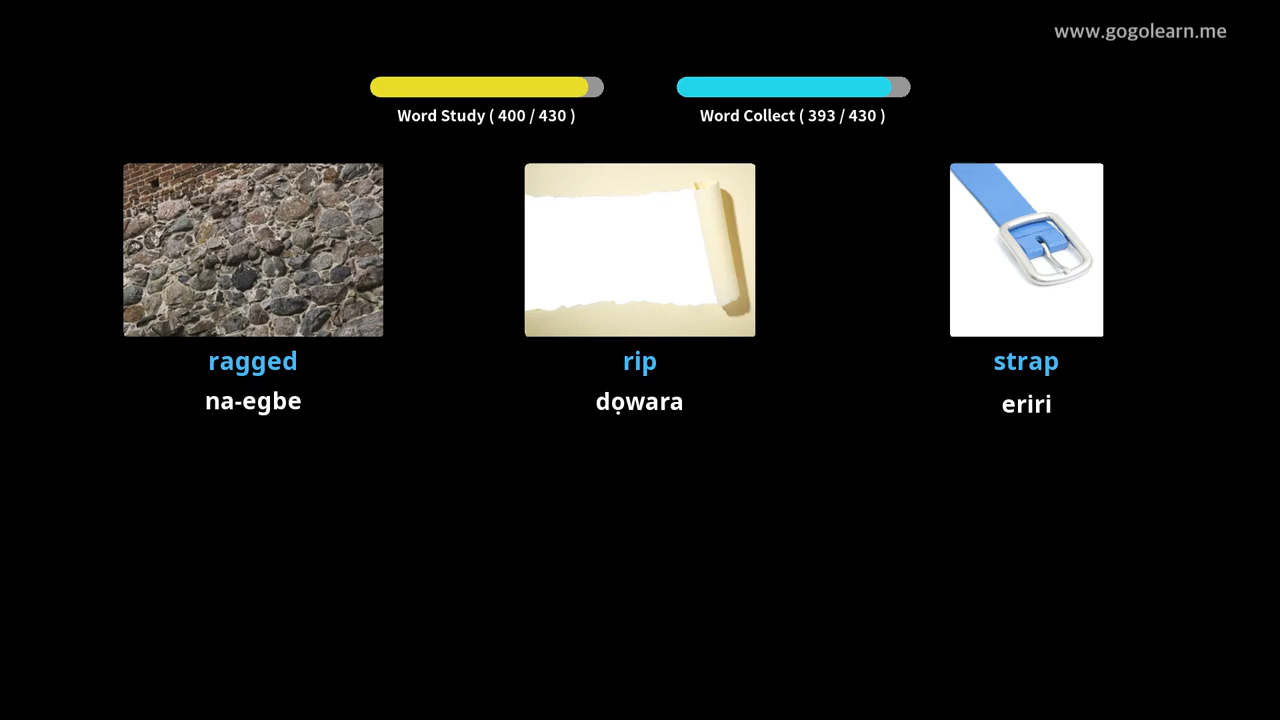 www.gogolearn.me
Word Study ( 400 / 430 )
Word Collect ( 393 / 430 )
ragged
rip
strap
na-egbe
dọwara
eriri